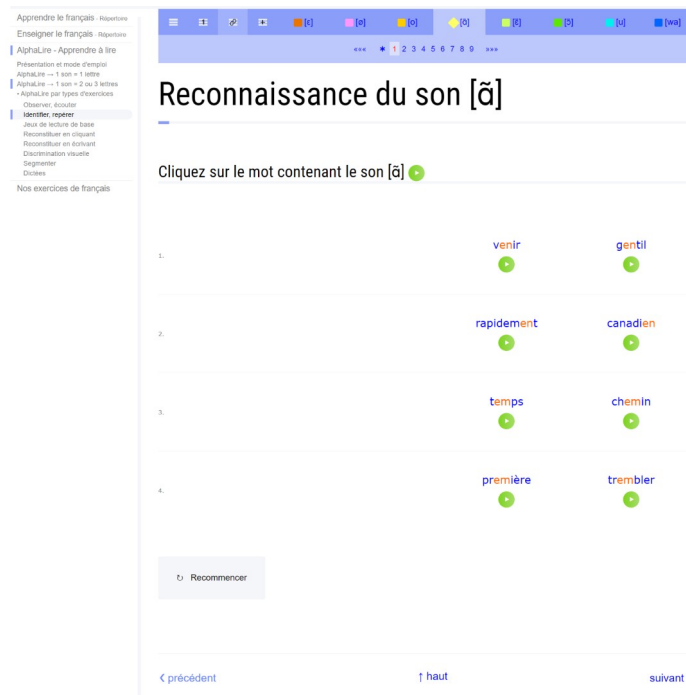 Apprendre le français - Répertoire
Enseigner le français - Répertoire
AlphaLire - Apprendre à lire
Présentation et mode d'emploi
AlphaLire → 1 son = 1 lettre
AlphaLire → 1 son = 2 ou 3 lettres
• AlphaLire par types d'exercices
Observer, écouter
Identifier, repérer
Jeux de lecture de base
Reconstituer en cliquant
Reconstituer en écrivant
Discrimination visuelle
Segmenter
Dictées
Nos exercices de français
[ɛ] [ø] [o] [ɑ̃] [ɛ̃] [ɔ̃] [u] [wa]
«»« * 1 2 3 4 5 6 7 8 9 »»«
Reconnaissance du son [ɑ̃]
Cliquez sur le mot contenant le son [ɑ̃]
1. venir gentil
2. rapidement canadien
3. temps chemin
4. première trembler
↻ Recommencer
❮ précédent ↑ haut suivant